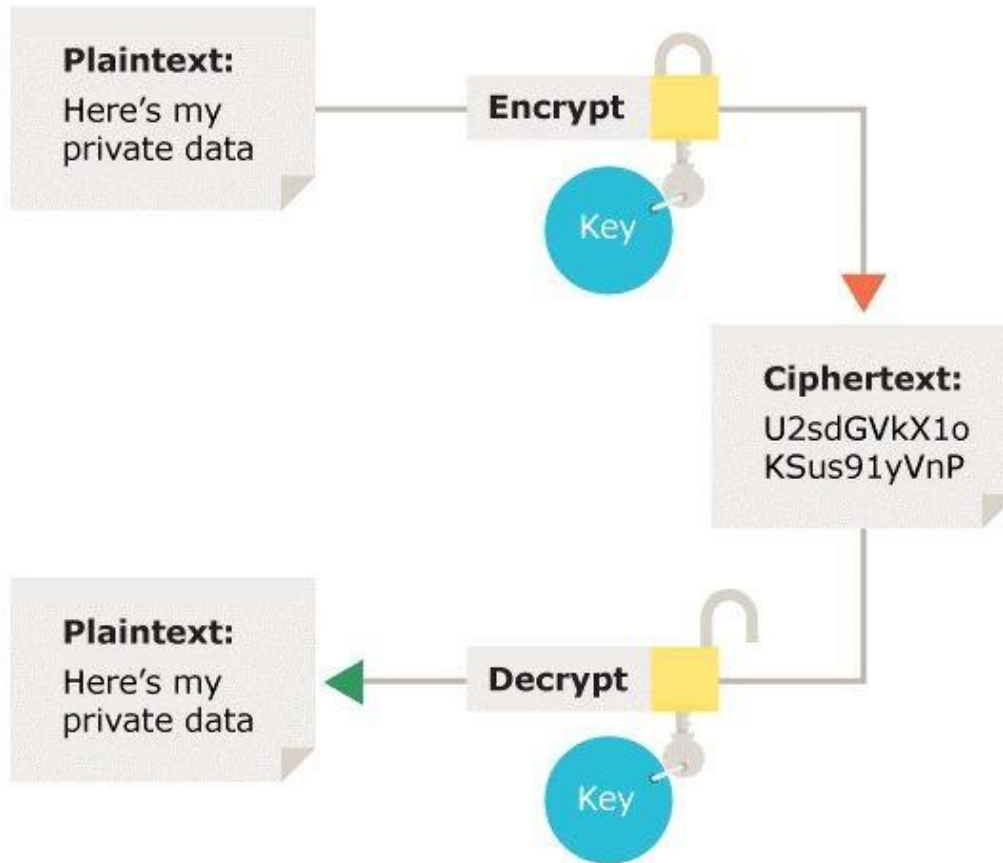 Plaintext:
Here’s my
private data
Encrypt
Key
Ciphertext:
U2sdGVkX1o
KSus91yVnP
Decrypt
Key
Plaintext:
Here’s my
private data